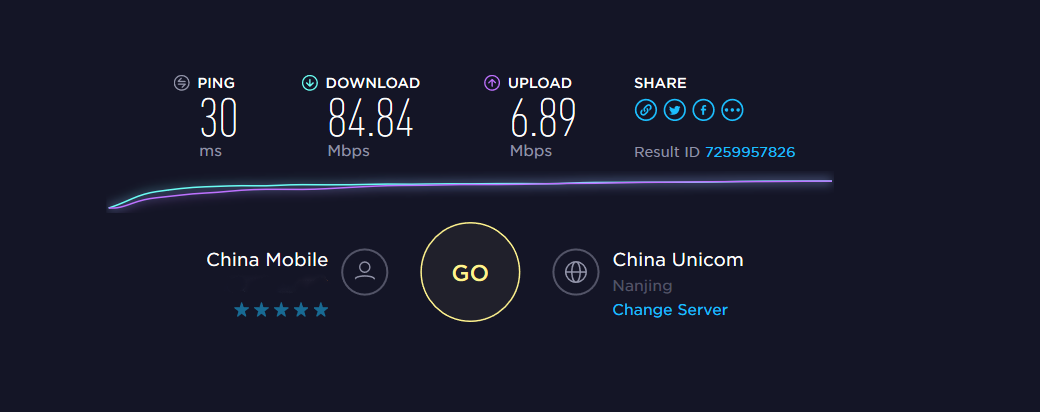 PING
30
ms
DOWNLOAD
84.84
Mbps
UPLOAD
6.89
Mbps
SHARE
Result ID 7259957826
China Mobile
GO
China Unicom
Nanjing
Change Server